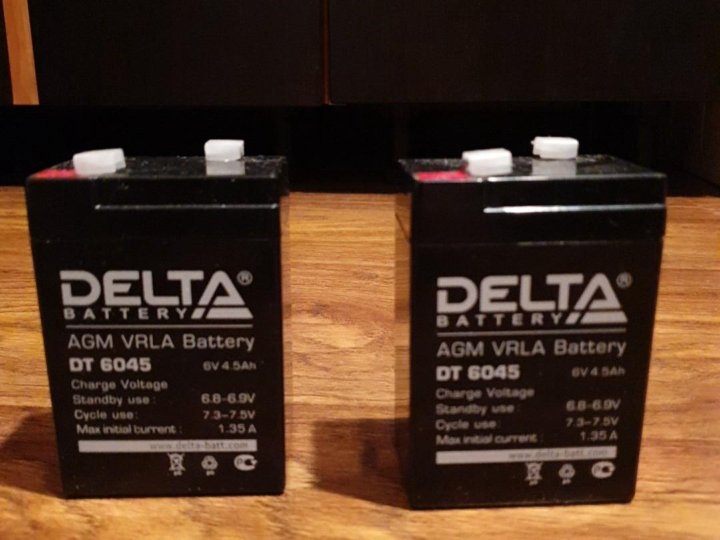 DELTA®
BATTERY
AGM VRLA Battery
DT 6045 6V 4.5Ah
Charge Voltage
Standby use : 6.8-6.9V
Cycle use : 7.3-7.5V
Max initial current : 1.35 A
www.delta-batt.com
DELTA®
BATTERY
AGM VRLA Battery
DT 6045 6V 4.5Ah
Charge Voltage
Standby use : 6.8-6.9V
Cycle use : 7.3-7.5V
Max initial current : 1.35 A
www.delta-batt.com